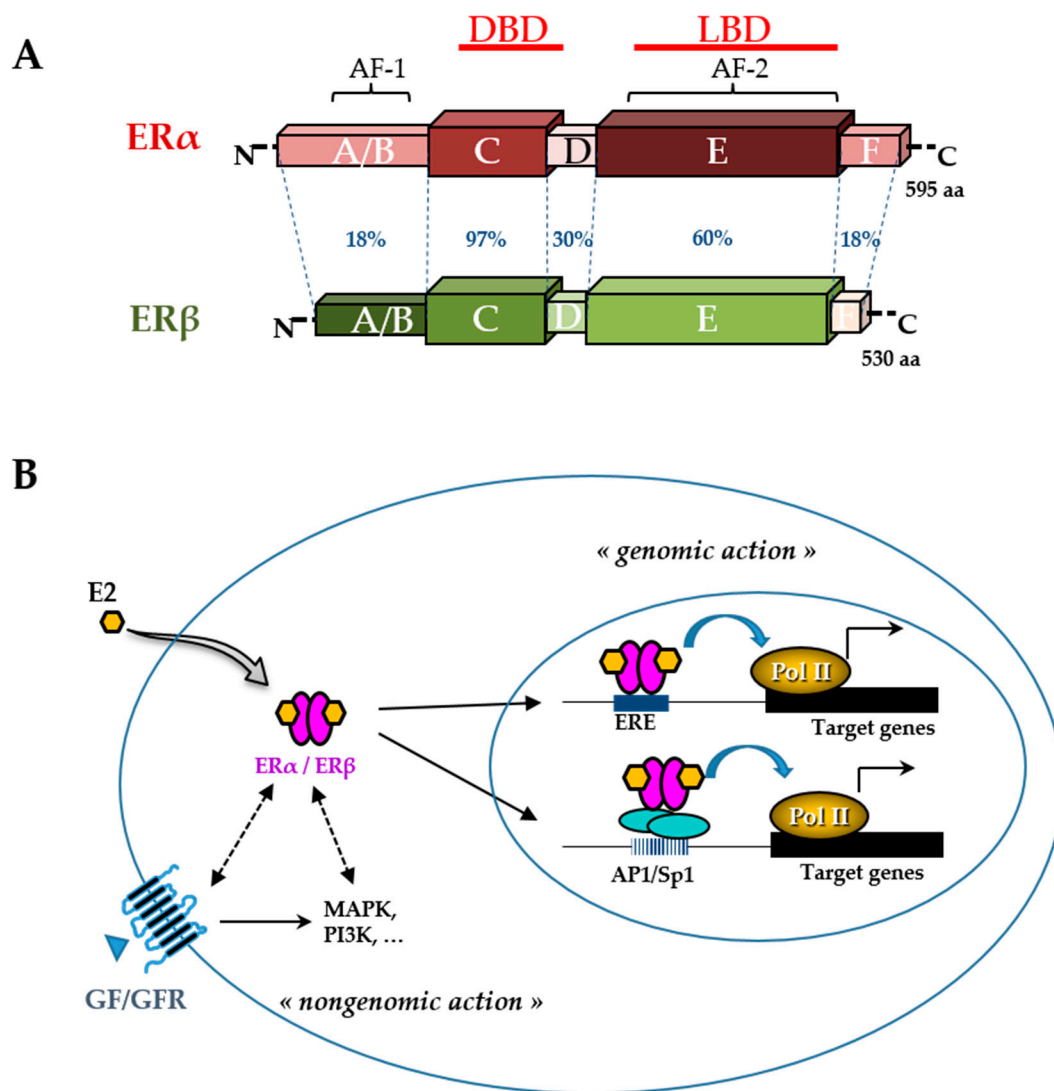 A
DBD LBD
AF-1 AF-2
ERα N A/B C D E F C
595 aa
18% 97% 30% 60% 18%
ERβ N A/B C D E F C
530 aa
B
« genomic action »
E2
Pol II
ERE Target genes
ERα / ERβ
Pol II
AP1/Sp1 Target genes
MAPK,
PI3K, ...
GF/GFR
« nongenomic action »